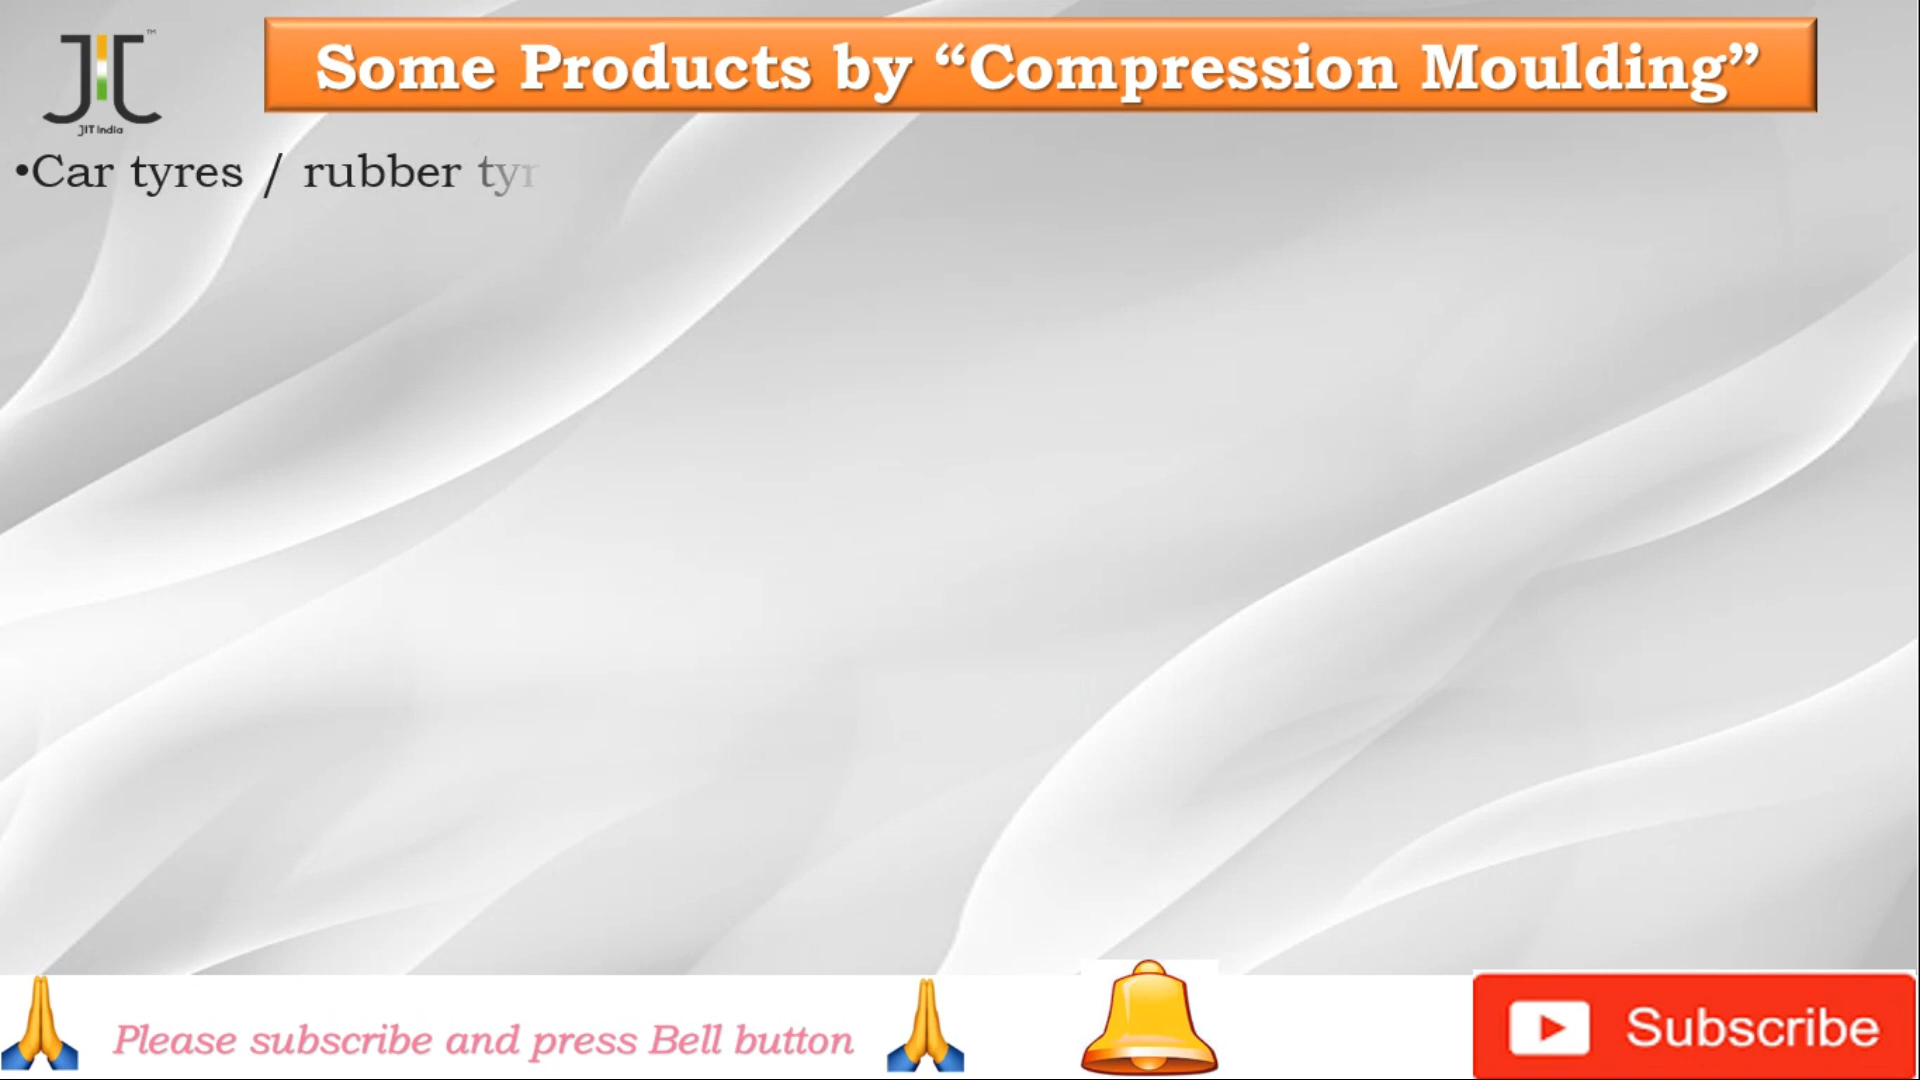 Some Products by “Compression Moulding”
JIT India
•Car tyres / rubber
Please subscribe and press Bell button
Subscribe